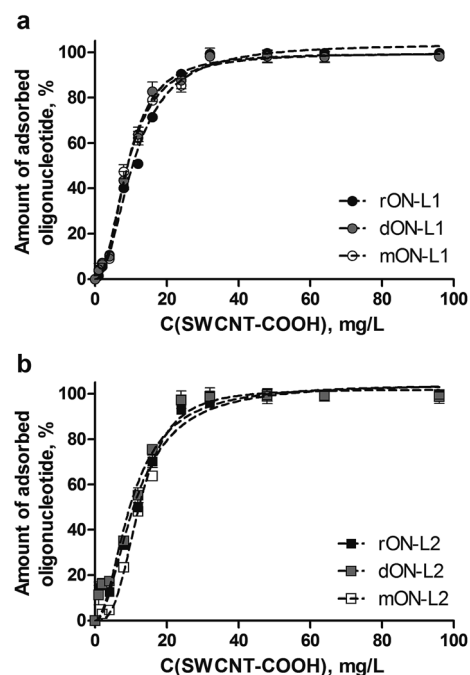 a
Amount of adsorbed
oligonucleotide, %
100
80
60
40
20
0
rON-L1
dON-L1
mON-L1
0 20 40 60 80 100
C(SWCNT-COOH), mg/L
b
Amount of adsorbed
oligonucleotide, %
100
80
60
40
20
0
rON-L2
dON-L2
mON-L2
0 20 40 60 80 100
C(SWCNT-COOH), mg/L